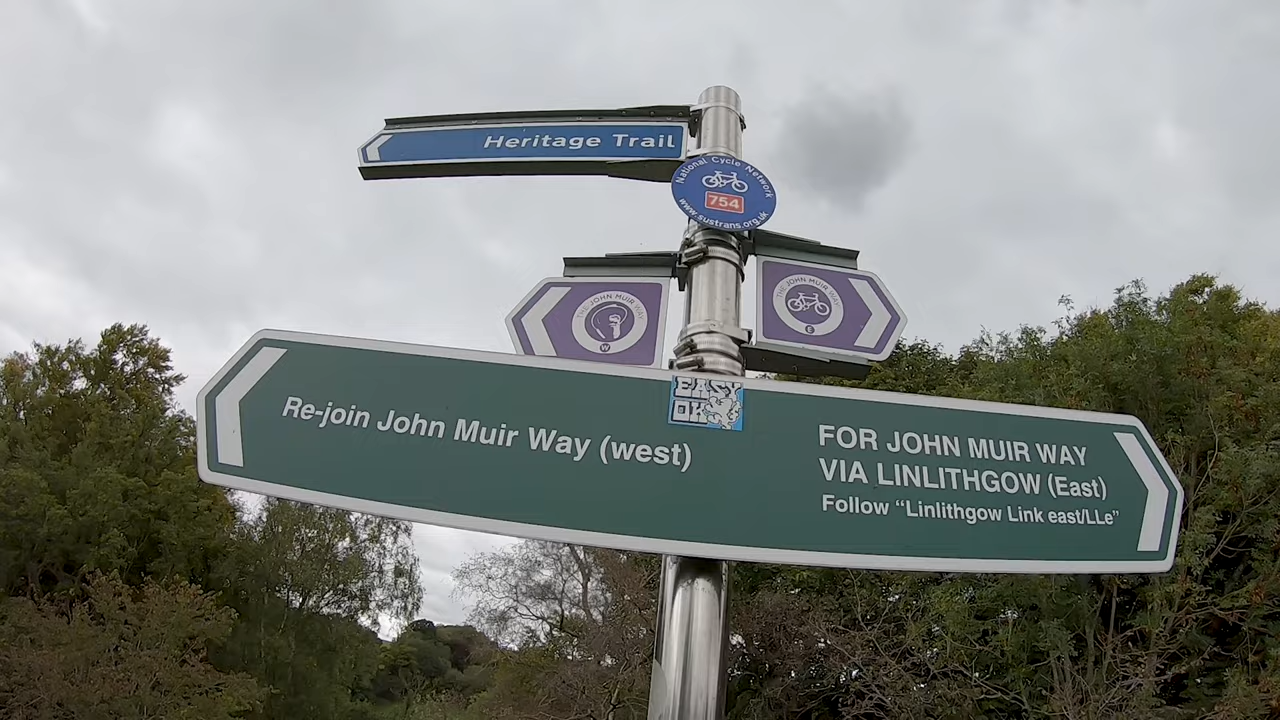 Heritage Trail
National Cycle Network
754
www.sustrans.org.uk
THE JOHN MUIR WAY
W
THE JOHN MUIR WAY
E
EASY
OK
Re-join John Muir Way (west)
FOR JOHN MUIR WAY
VIA LINLITHGOW (East)
Follow “Linlithgow Link east/LLe”